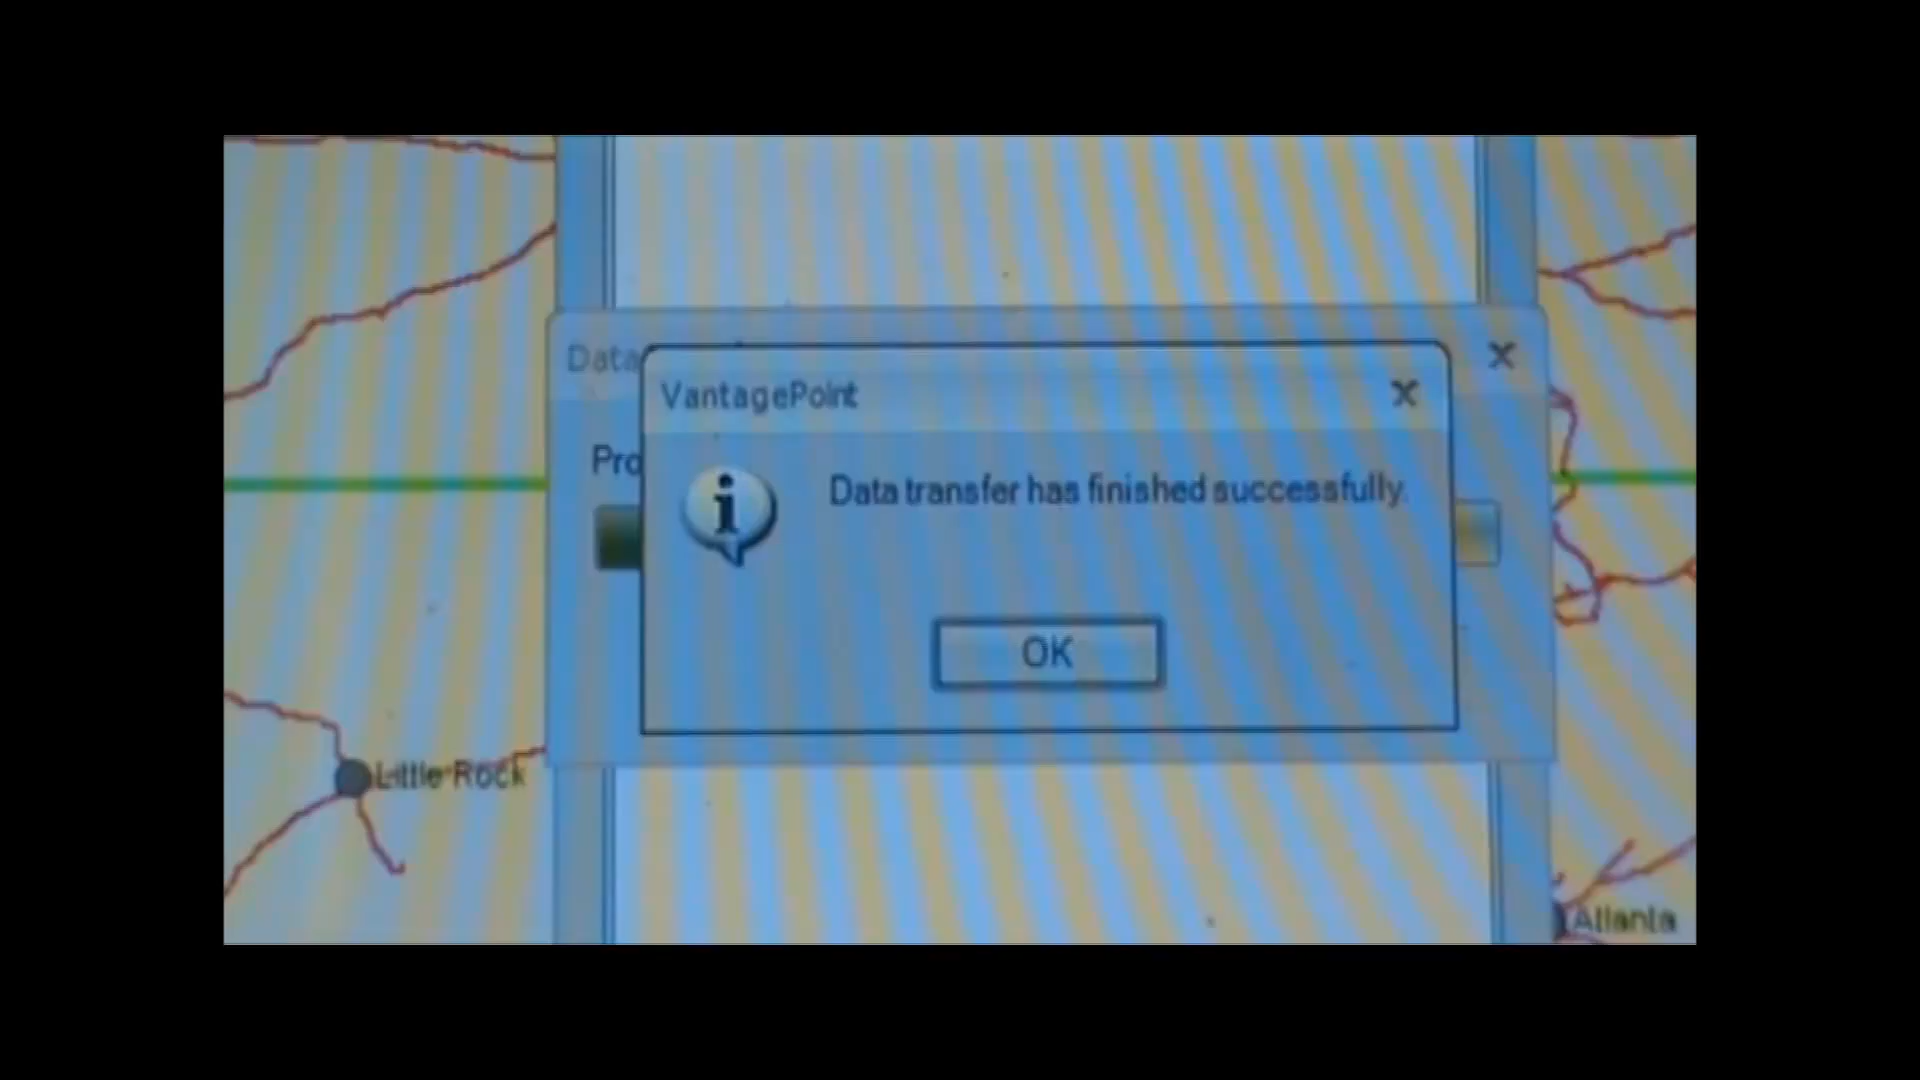 Data
VantagePoint
Pro
Data transfer has finished successfully.
OK
Little Rock
Atlanta